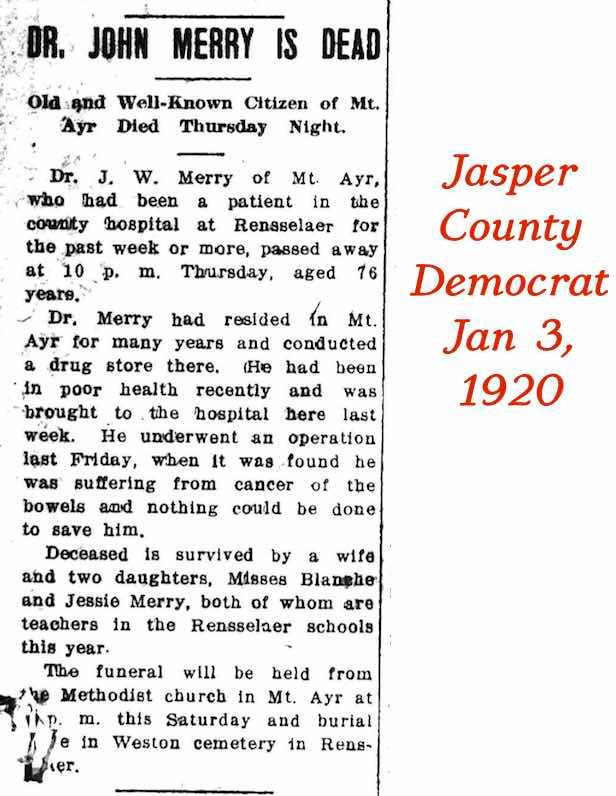 DR. JOHN MERRY IS DEAD
Old and Well-Known Citizen of Mt.
Ayr Died Thursday Night.
Dr. J. W. Merry of Mt. Ayr,
who had been a patient in the
county hospital at Rensselaer for
the past week or more, passed away
at 10 p. m. Thursday, aged 76
years.
Dr. Merry had resided in Mt.
Ayr for many years and conducted
a drug store there. He had been
in poor health recently and was
brought to the hospital here last
week. He underwent an operation
last Friday, when it was found he
was suffering from cancer of the
bowels and nothing could be done
to save him.
Deceased is survived by a wife
and two daughters, Misses Blanche
and Jessie Merry, both of whom are
teachers in the Rensselaer schools
this year.
The funeral will be held from
the Methodist church in Mt. Ayr at
p. m. this Saturday and burial
in Weston cemetery in Rens-
Jasper
County
Democrat
Jan 3,
1920